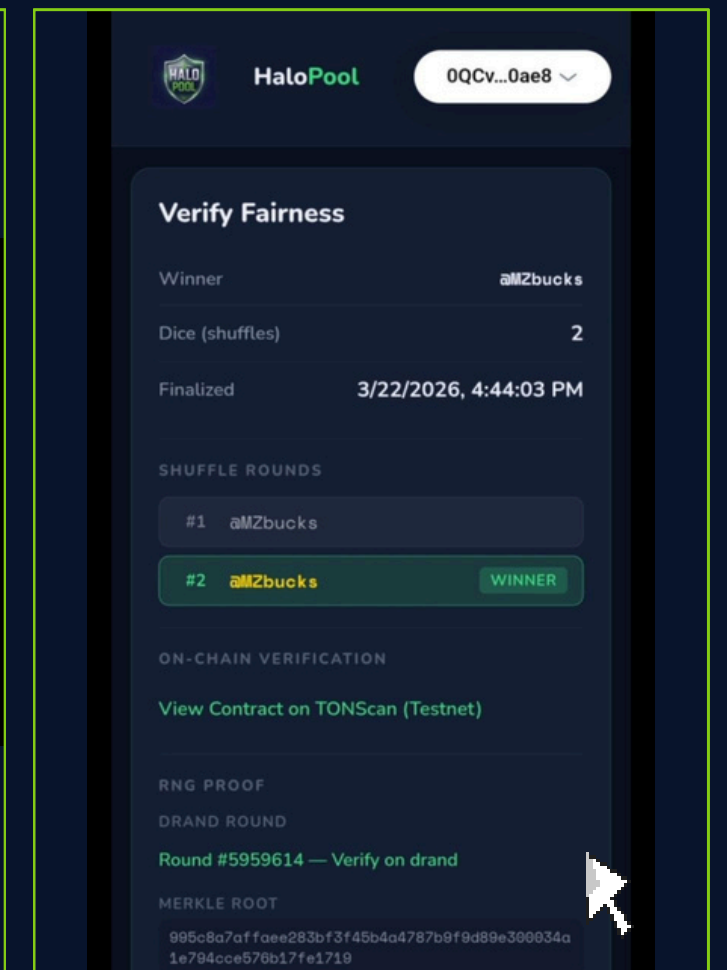 HALO
POOL
HaloPool
0QCv...0ae8
Verify Fairness
Winner
@MZbucks
Dice (shuffles)
2
Finalized
3/22/2026, 4:44:03 PM
SHUFFLE ROUNDS
#1 @MZbucks
#2 @MZbucks WINNER
ON-CHAIN VERIFICATION
View Contract on TONScan (Testnet)
RNG PROOF
DRAND ROUND
Round #5959614 — Verify on drand
MERKLE ROOT
995c8a7affaee283bf3f45b4a4787b9f9d89e300034a
1e794cce576b17fe1719